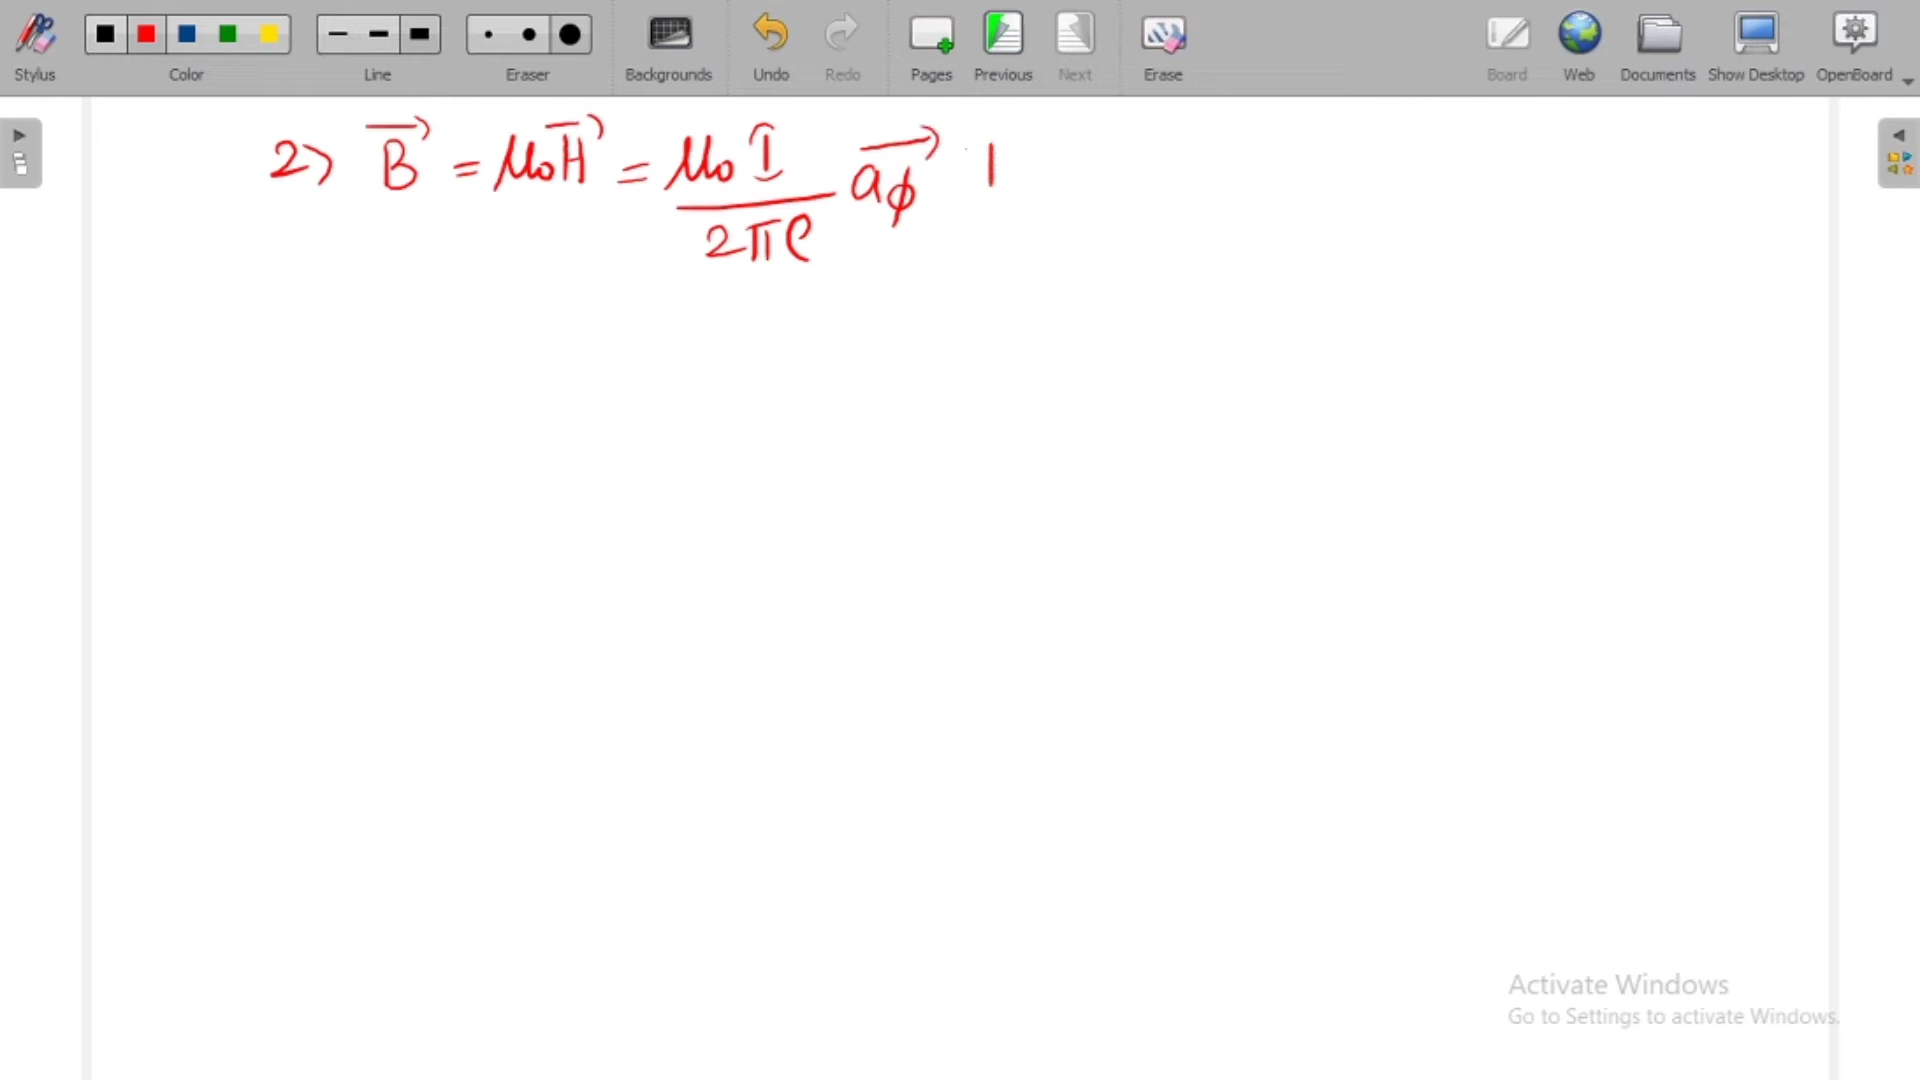 Stylus Color Line Eraser Backgrounds Undo Redo Pages Previous Next Erase Board Web Documents Show Desktop OpenBoard
2) B⃗ = μ₀H⃗ = μ₀I / 2πρ a⃗ϕ |
Activate Windows
Go to Settings to activate Windows.